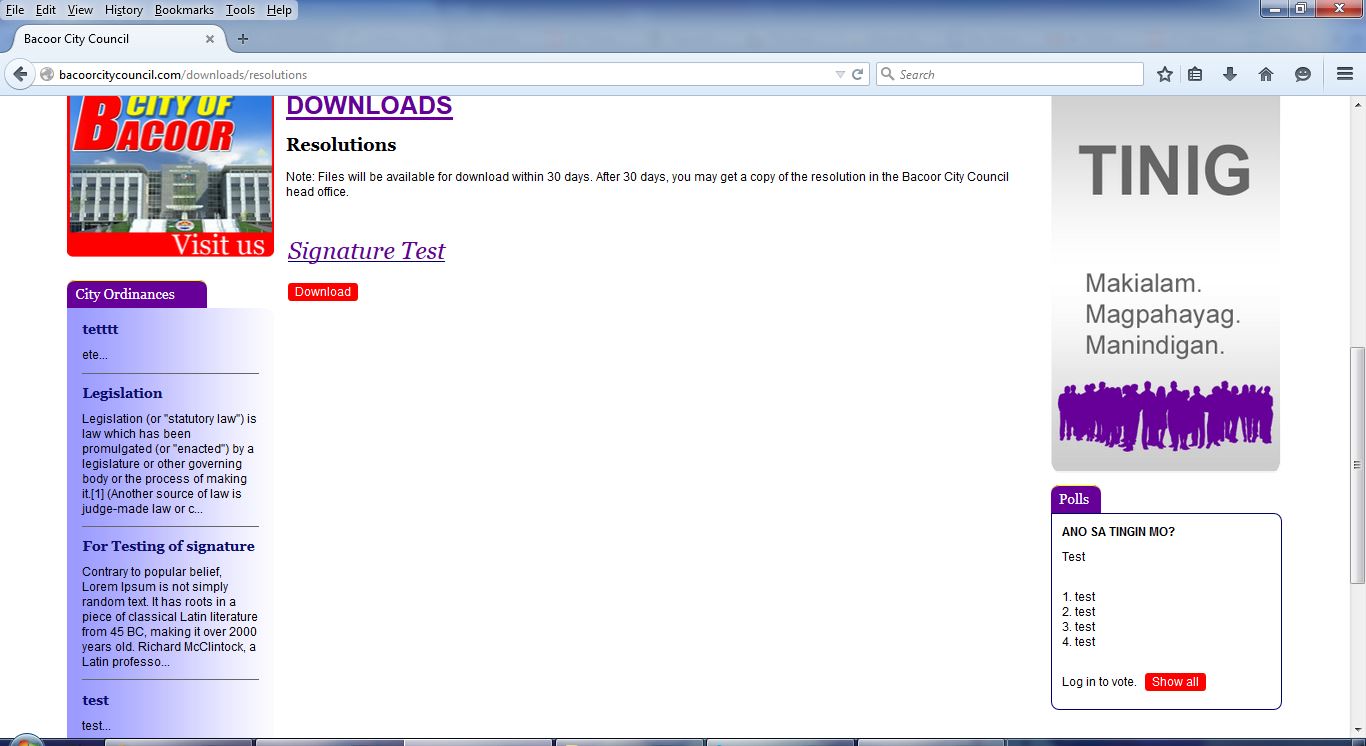 File Edit View History Bookmarks Tools Help
Bacoor City Council
bacoorcitycouncil.com/downloads/resolutions
Search
CITY OF
BACOOR
Visit us
City Ordinances
tetttt
ete...
Legislation
Legislation (or "statutory law") is
law which has been
promulgated (or "enacted") by a
legislature or other governing
body or the process of making
it.[1] (Another source of law is
judge-made law or c...
For Testing of signature
Contrary to popular belief,
Lorem Ipsum is not simply
random text. It has roots in a
piece of classical Latin literature
from 45 BC, making it over 2000
years old. Richard McClintock, a
Latin professo...
test
test...
DOWNLOADS
Resolutions
Note: Files will be available for download within 30 days. After 30 days, you may get a copy of the resolution in the Bacoor City Council
head office.
Signature Test
Download
TINIG
Makialam.
Magpahayag.
Manindigan.
Polls
ANO SA TINGIN MO?
Test
1. test
2. test
3. test
4. test
Log in to vote. Show all